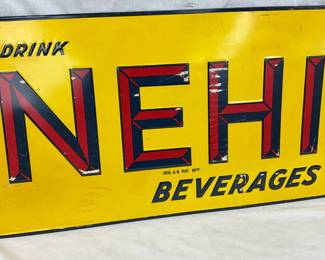 DRINK
NEHI
REG. U.S. PAT. OFF.
BEVERAGES